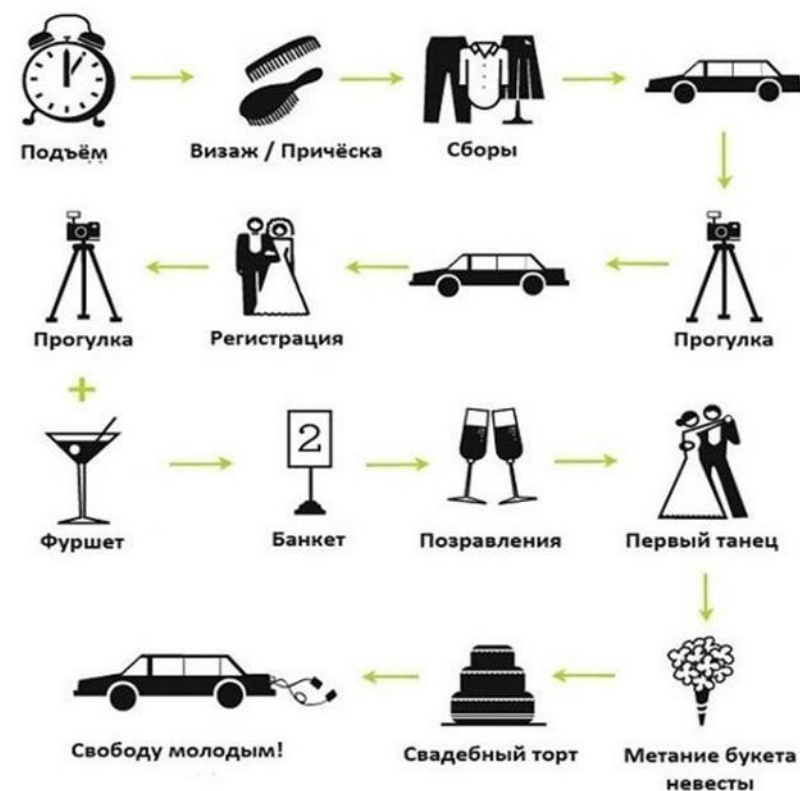 Подъём
Визаж / Причёска
Сборы
Прогулка
Регистрация
Прогулка
2
Фуршет
Банкет
Позравления
Первый танец
Свободу молодым!
Свадебный торт
Метание букета
невесты